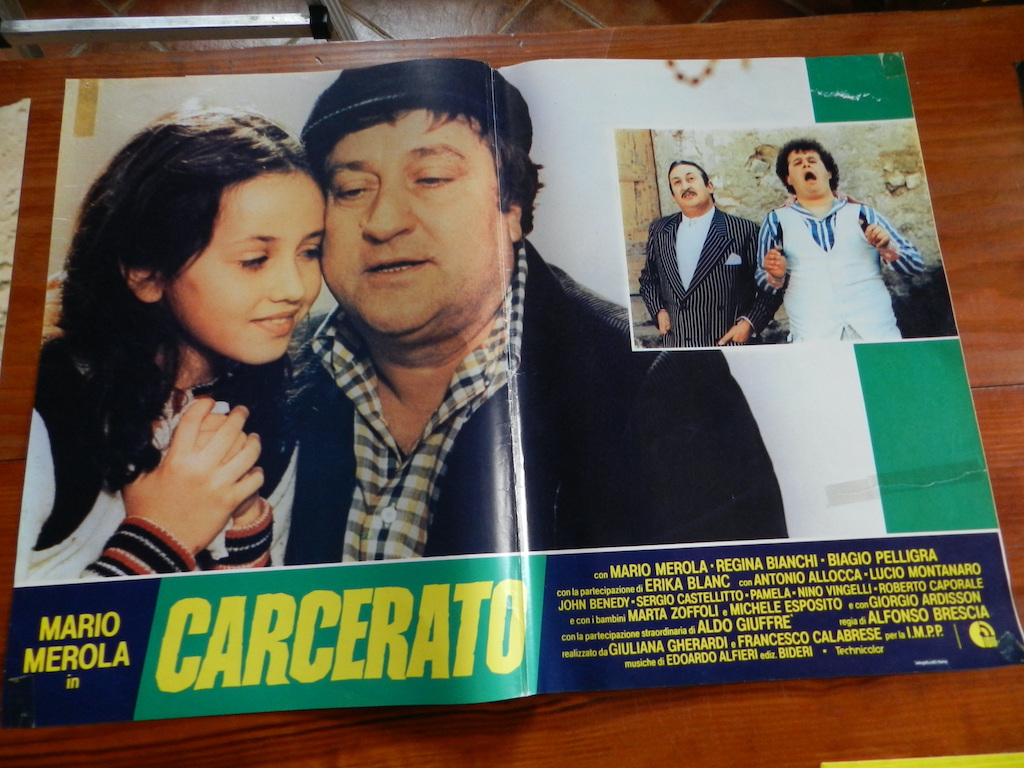 MARIO
MEROLA
in
CARCERATO
con MARIO MEROLA · REGINA BIANCHI · BIAGIO PELLIGRA
con la partecipazione di ERIKA BLANC con ANTONIO ALLOCCA · LUCIO MONTANARO
JOHN BENEDY · SERGIO CASTELLITTO · PAMELA · NINO VINGELLI · ROBERTO CAPORALE
e con i bambini MARTA ZOFFOLI e MICHELE ESPOSITO e con GIORGIO ARDISSON
con la partecipazione straordinaria di ALDO GIUFFRE' regia di ALFONSO BRESCIA
realizzato da GIULIANA GHERARDI e FRANCESCO CALABRESE per la I.M.P.P.
musiche di EDOARDO ALFIERI ediz. BIDERI · Technicolor